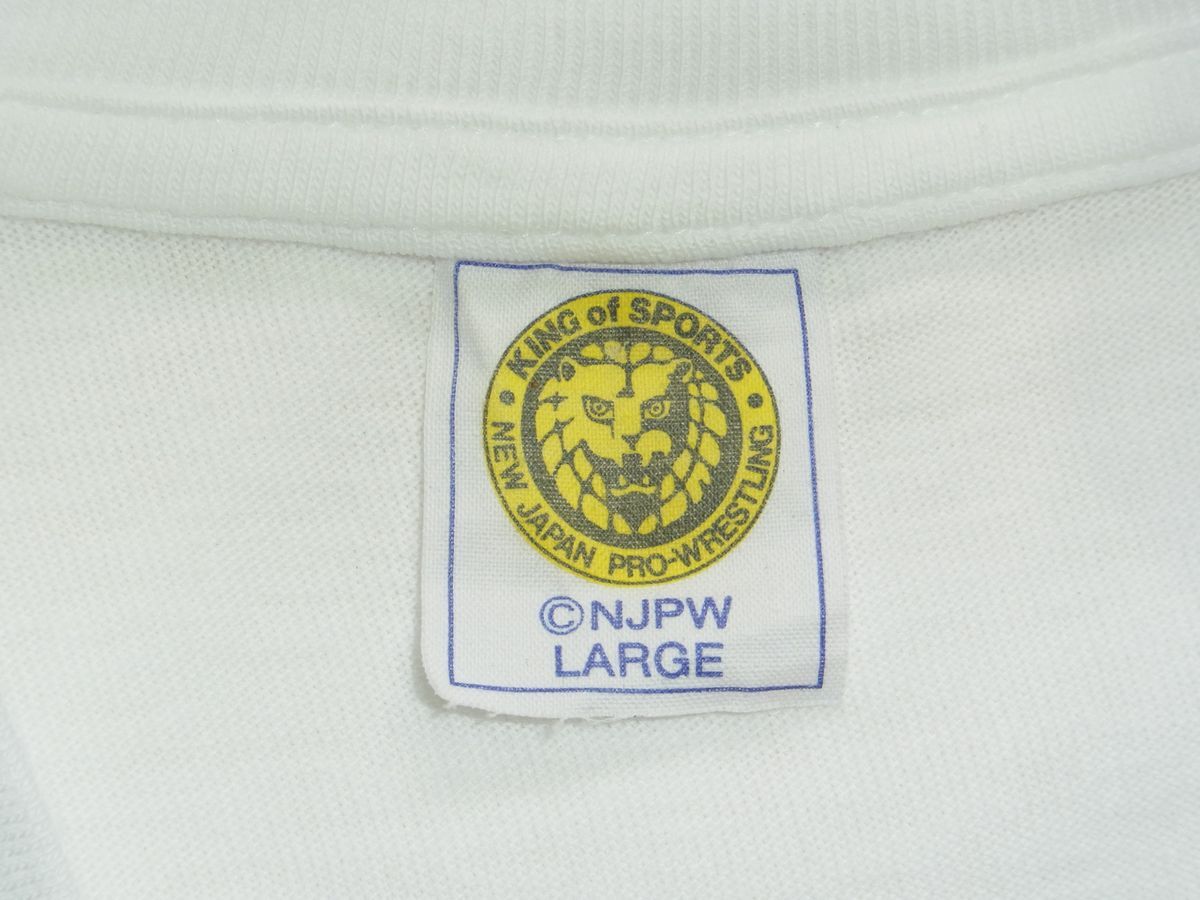 KING of SPORTS
NEW JAPAN PRO-WRESTLING
©NJPW
LARGE